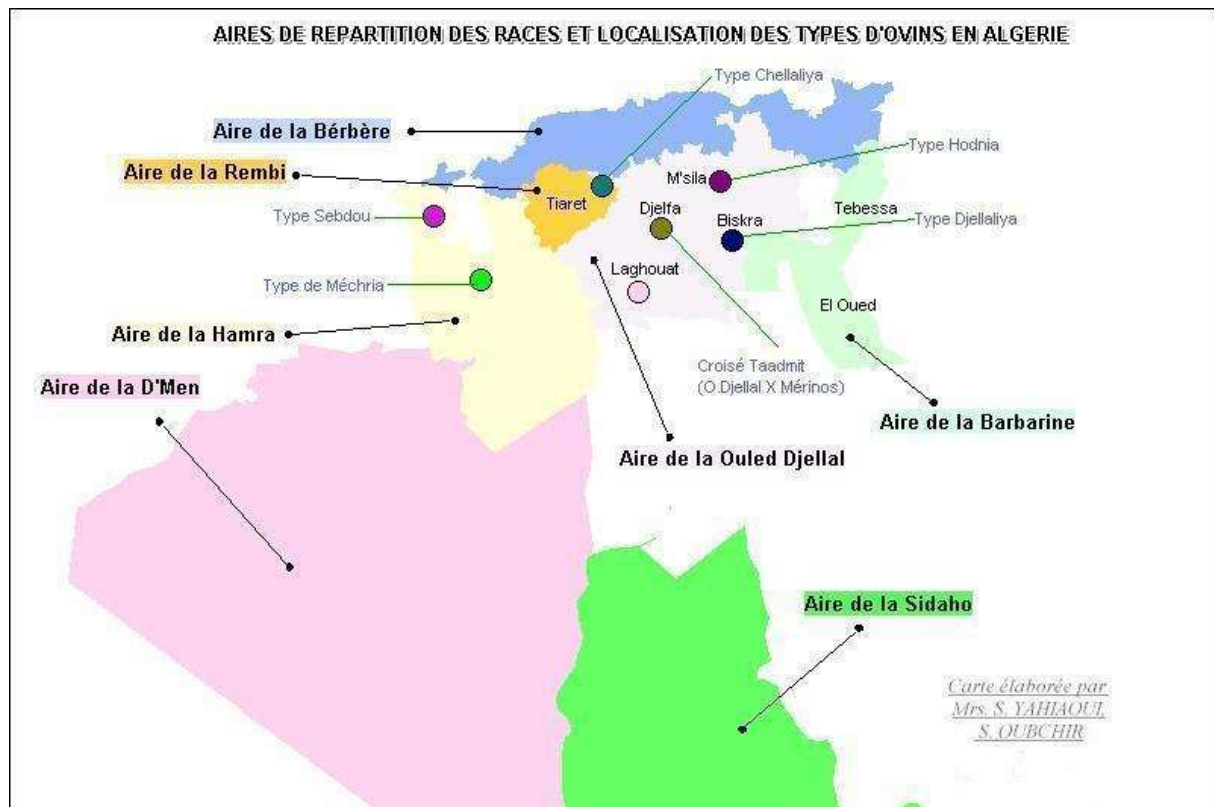 AIRES DE REPARTITION DES RACES ET LOCALISATION DES TYPES D'OVINS EN ALGERIE
Type Chellaliya
Aire de la Bérbère
Type Hodnia
Aire de la Rembi
M'sila
Tiaret
Djelfa
Tebessa
Type Sebdou
Biskra
Type Djellaliya
Laghouat
Type de Méchria
El Oued
Aire de la Hamra
Croisé Taadmit
(O.Djellal X Mérinos)
Aire de la D'Men
Aire de la Barbarine
Aire de la Ouled Djellal
Aire de la Sidaho
Carte élaborée par
Mrs. S. YAHIAOUI,
S. OUBCHIR